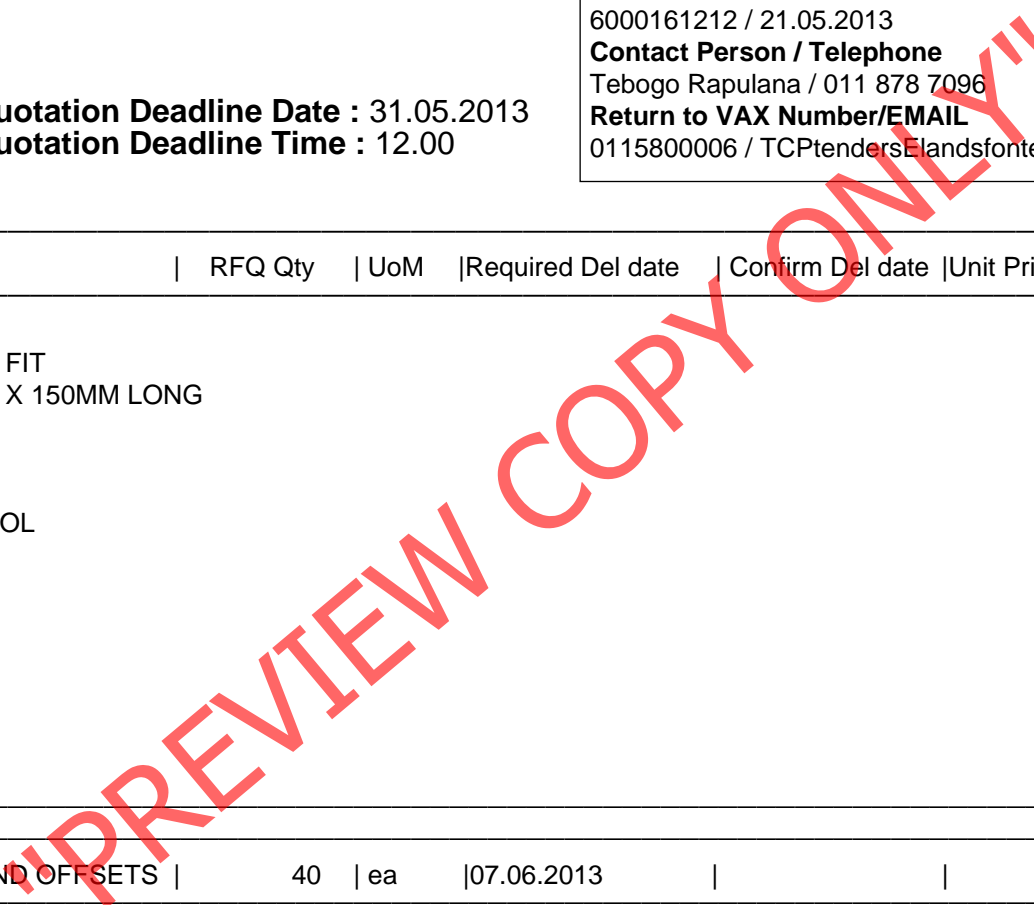 6000161212 / 21.05.2013
Contact Person / Telephone
Tebogo Rapulana / 011 878 7096
uotation Deadline Date : 31.05.2013
Return to VAX Number/EMAIL
uotation Deadline Time : 12.00
0115800006 / TCPtendersElandsfonte
| RFQ Qty | UoM |Required Del date | Confirm Del date |Unit Pri
FIT
X 150MM LONG
OL
ND OFFSETS | 40 | ea |07.06.2013 | |
"PREVIEW COPY ONLY"